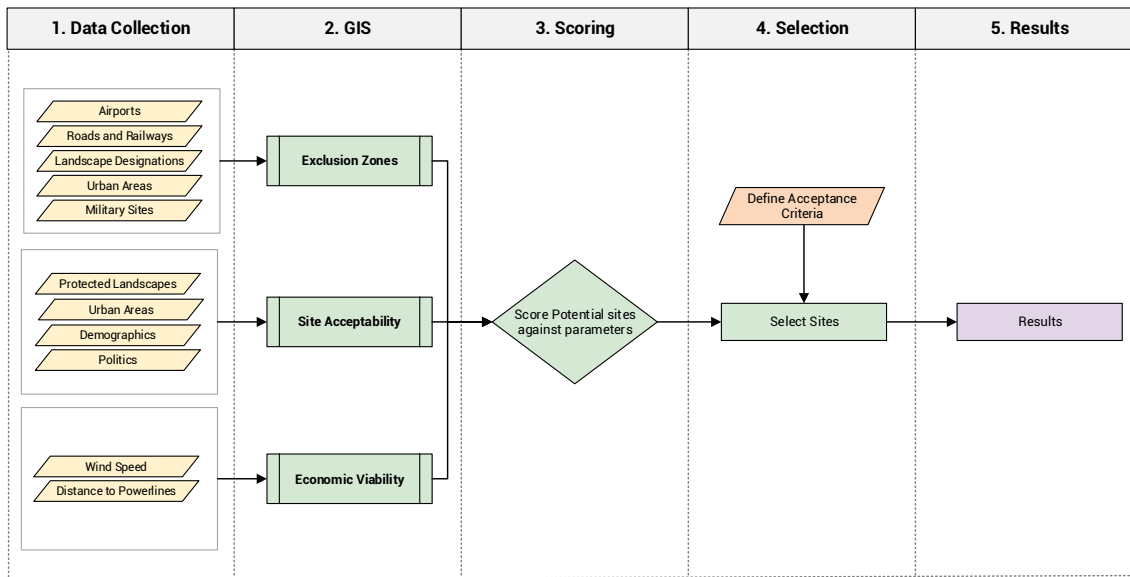 1. Data Collection
2. GIS
3. Scoring
4. Selection
5. Results
Airports
Roads and Railways
Landscape Designations
Urban Areas
Military Sites
Exclusion Zones
Protected Landscapes
Urban Areas
Demographics
Politics
Site Acceptability
Wind Speed
Distance to Powerlines
Economic Viability
Score Potential sites
against parameters
Define Acceptance
Criteria
Select Sites
Results